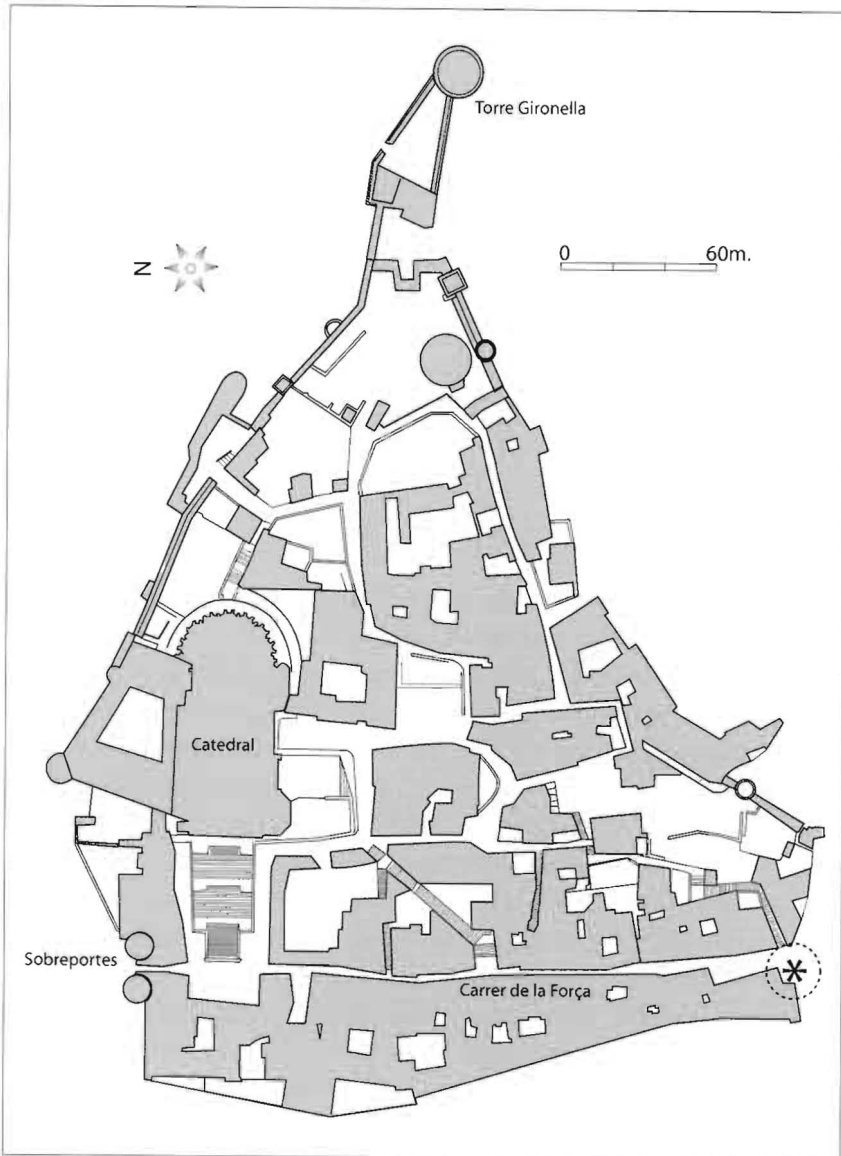 Torre Gironella
N
0 60m.
Catedral
Sobreportes
Carrer de la Força
*